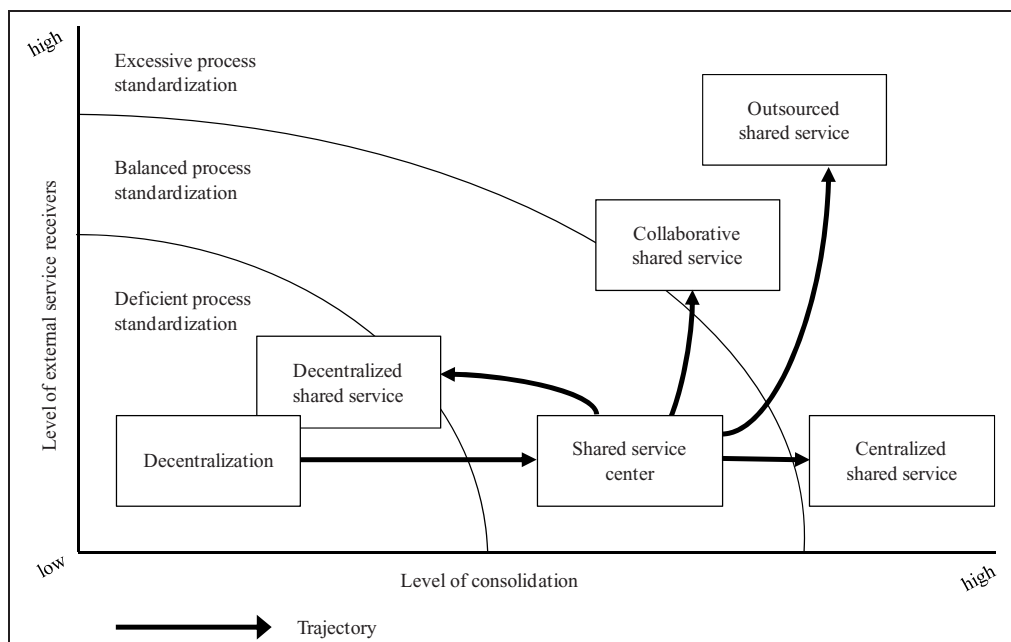 high
Excessive process
standardization
Outsourced
shared service
Balanced process
standardization
Collaborative
shared service
Level of external service receivers
Deficient process
standardization
Decentralized
shared service
Decentralization
Shared service
center
Centralized
shared service
low
Level of consolidation
high
Trajectory